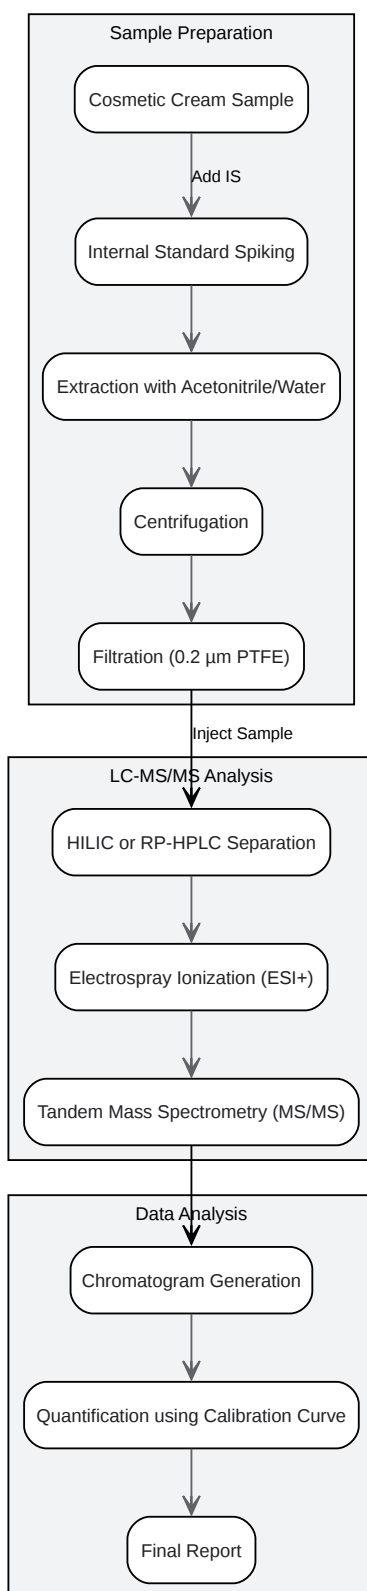 Sample Preparation
Cosmetic Cream Sample
Add IS
Internal Standard Spiking
Extraction with Acetonitrile/Water
Centrifugation
Filtration (0.2 µm PTFE)
Inject Sample
LC-MS/MS Analysis
HILIC or RP-HPLC Separation
Electrospray Ionization (ESI+)
Tandem Mass Spectrometry (MS/MS)
Data Analysis
Chromatogram Generation
Quantification using Calibration Curve
Final Report